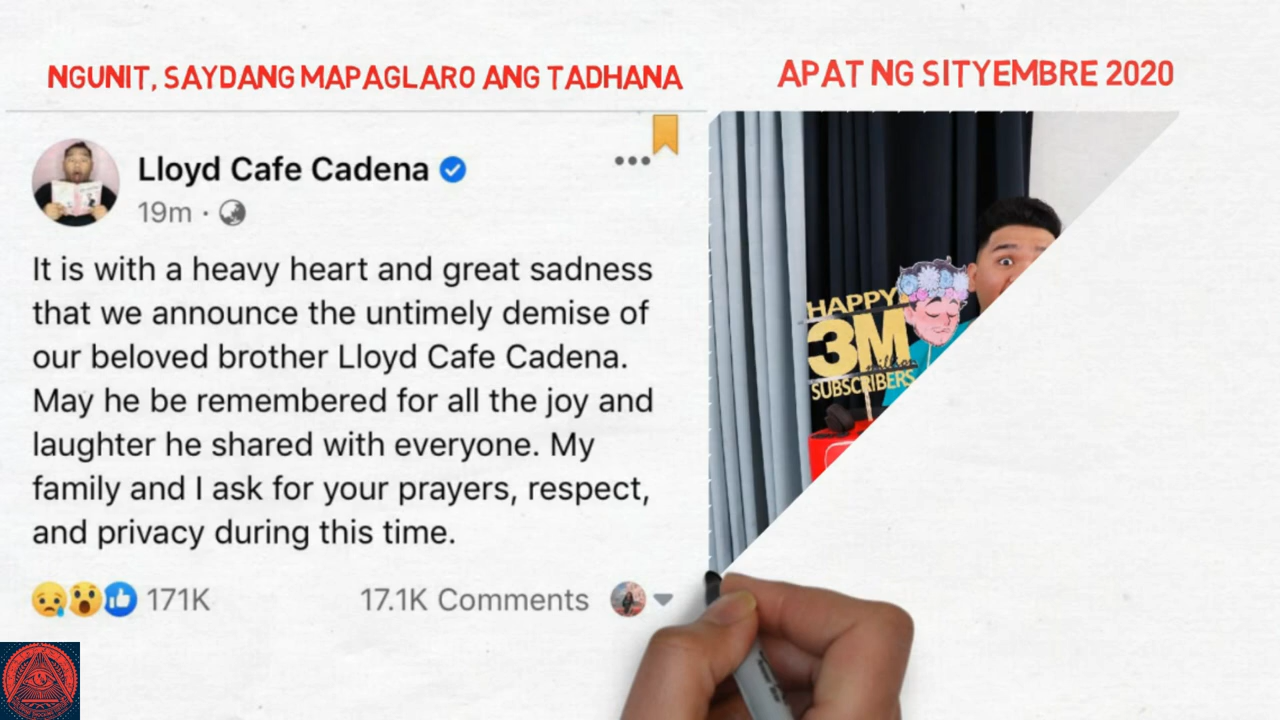 NGUNIT, SAYDANG MAPAGLARO ANG TADHANA
APAT NG SITYEMBRE 2020
Lloyd Cafe Cadena
19m ·
It is with a heavy heart and great sadness
that we announce the untimely demise of
our beloved brother Lloyd Cafe Cadena.
May he be remembered for all the joy and
laughter he shared with everyone. My
family and I ask for your prayers, respect,
and privacy during this time.
171K
17.1K Comments
HAPPY
3M
million
SUBSCRIBERS